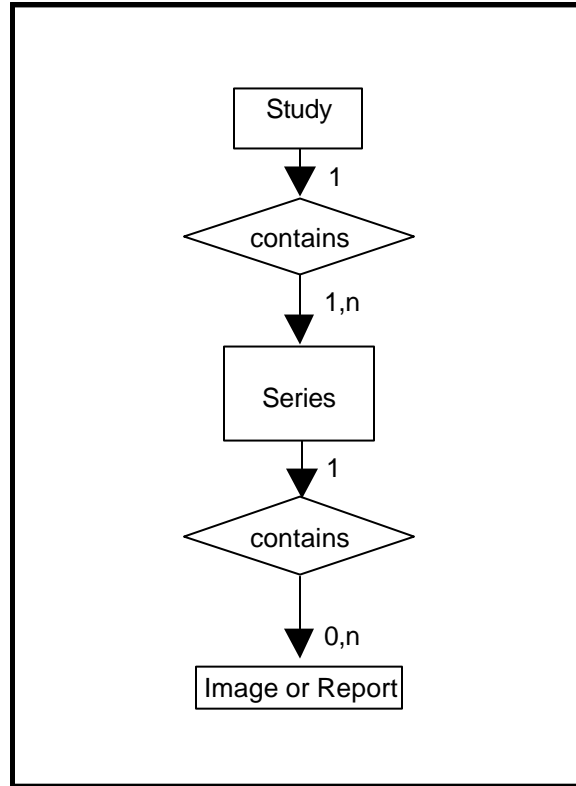 Study
1
contains
1,n
Series
1
contains
0,n
Image or Report